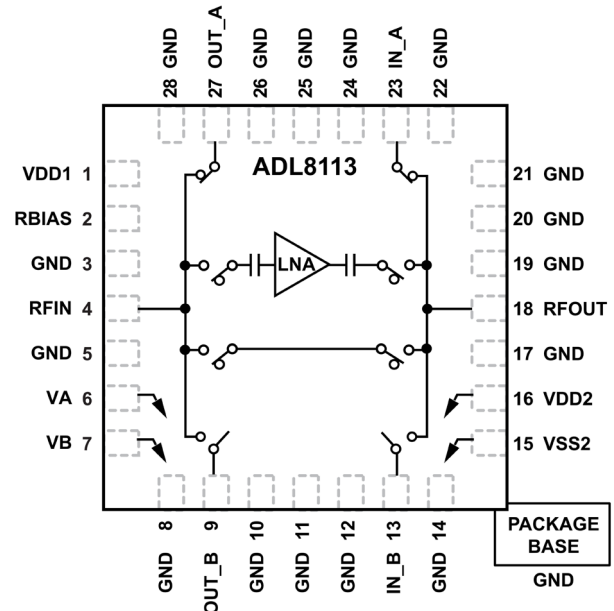 28 GND
27 OUT_A
26 GND
25 GND
24 GND
23 IN_A
22 GND
ADL8113
VDD1 1
RBIAS 2
GND 3
RFIN 4
GND 5
VA 6
VB 7
LNA
21 GND
20 GND
19 GND
18 RFOUT
17 GND
16 VDD2
15 VSS2
GND 8
OUT_B 9
GND 10
GND 11
GND 12
IN_B 13
GND 14
PACKAGE
BASE
GND